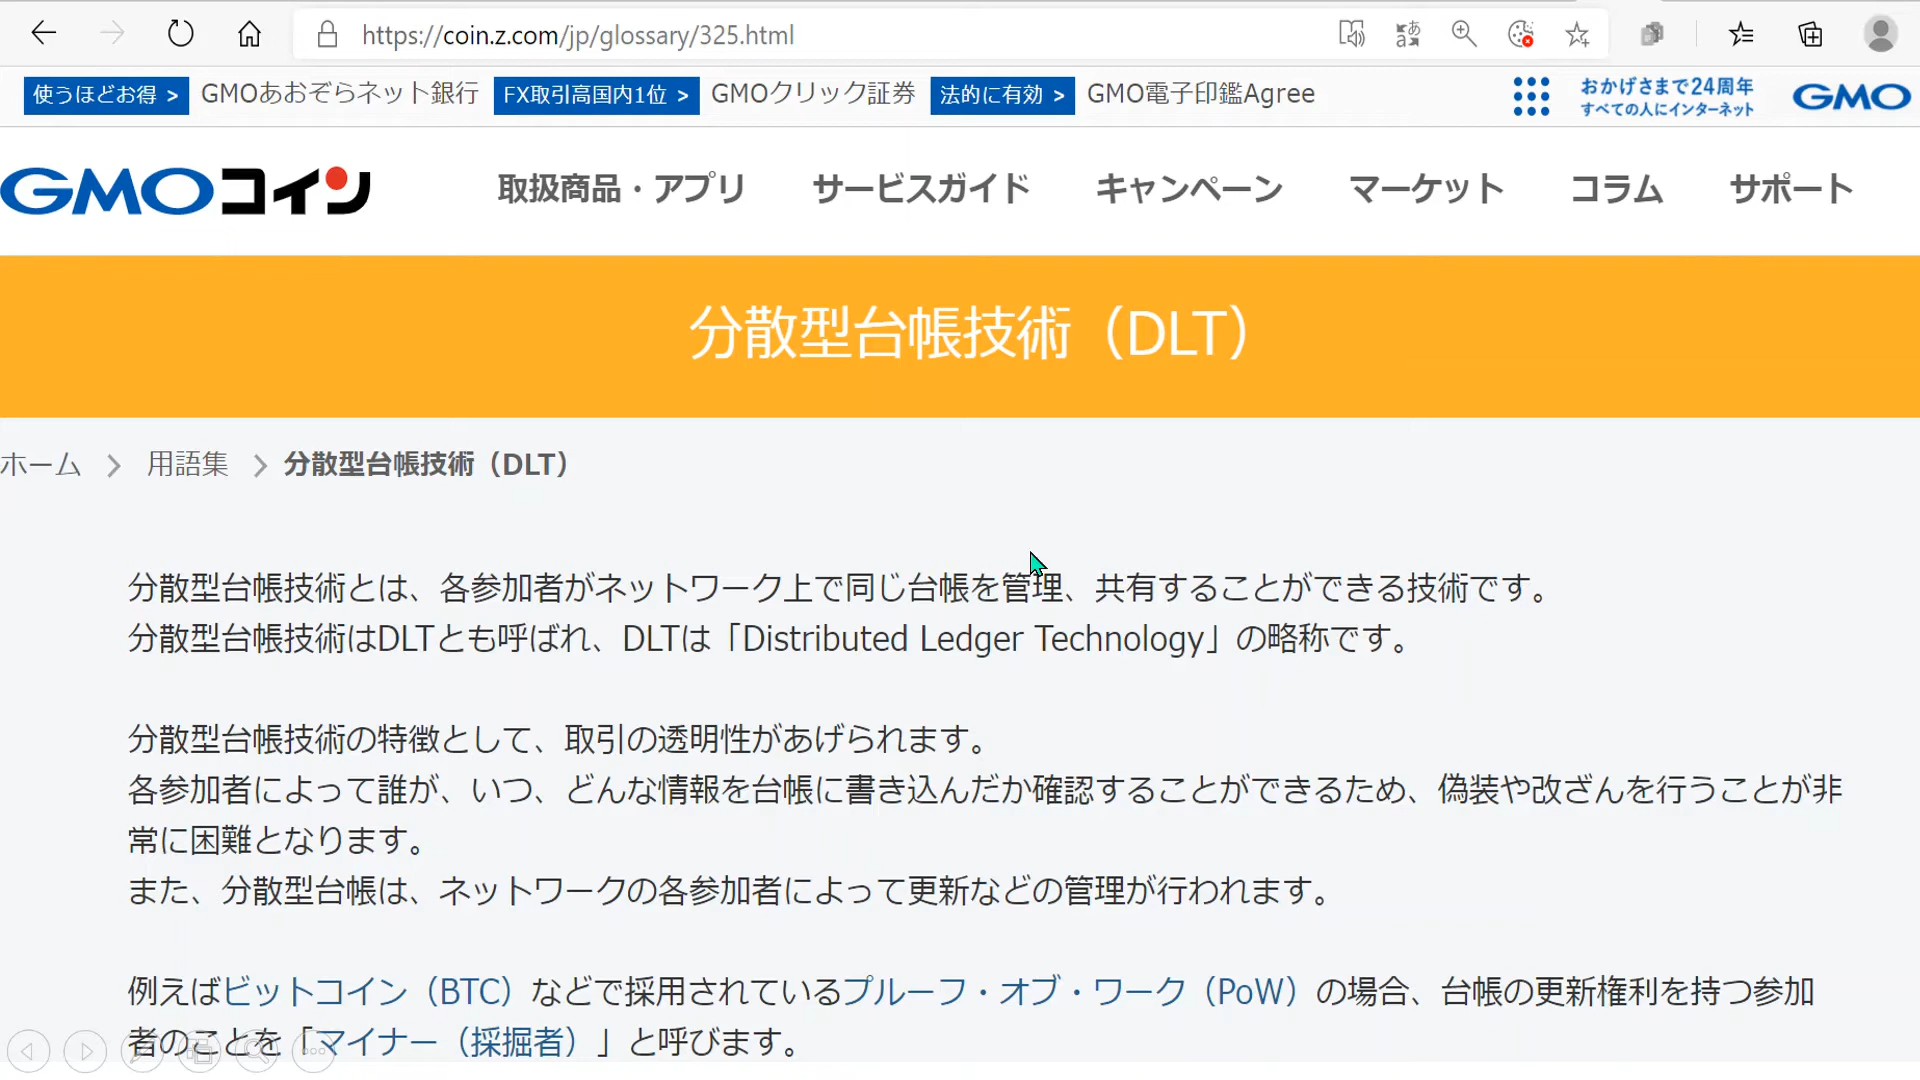 https://coin.z.com/jp/glossary/325.html
使うほどお得 > GMOあおぞらネット銀行 FX取引高国内1位 > GMOクリック証券 法的に有効 > GMO電子印鑑Agree おかげさまで24周年 GMO
すべての人にインターネット
GMOコイン 取扱商品・アプリ サービスガイド キャンペーン マーケット コラム サポート
分散型台帳技術（DLT）
ホーム > 用語集 > 分散型台帳技術（DLT）
分散型台帳技術とは、各参加者がネットワーク上で同じ台帳を管理、共有することができる技術です。
分散型台帳技術はDLTとも呼ばれ、DLTは「Distributed Ledger Technology」の略称です。
分散型台帳技術の特徴として、取引の透明性があげられます。
各参加者によって誰が、いつ、どんな情報を台帳に書き込んだか確認することができるため、偽装や改ざんを行うことが非
常に困難となります。
また、分散型台帳は、ネットワークの各参加者によって更新などの管理が行われます。
例えばビットコイン（BTC）などで採用されているプルーフ・オブ・ワーク（PoW）の場合、台帳の更新権利を持つ参加
者のことを「マイナー（採掘者）」と呼びます。